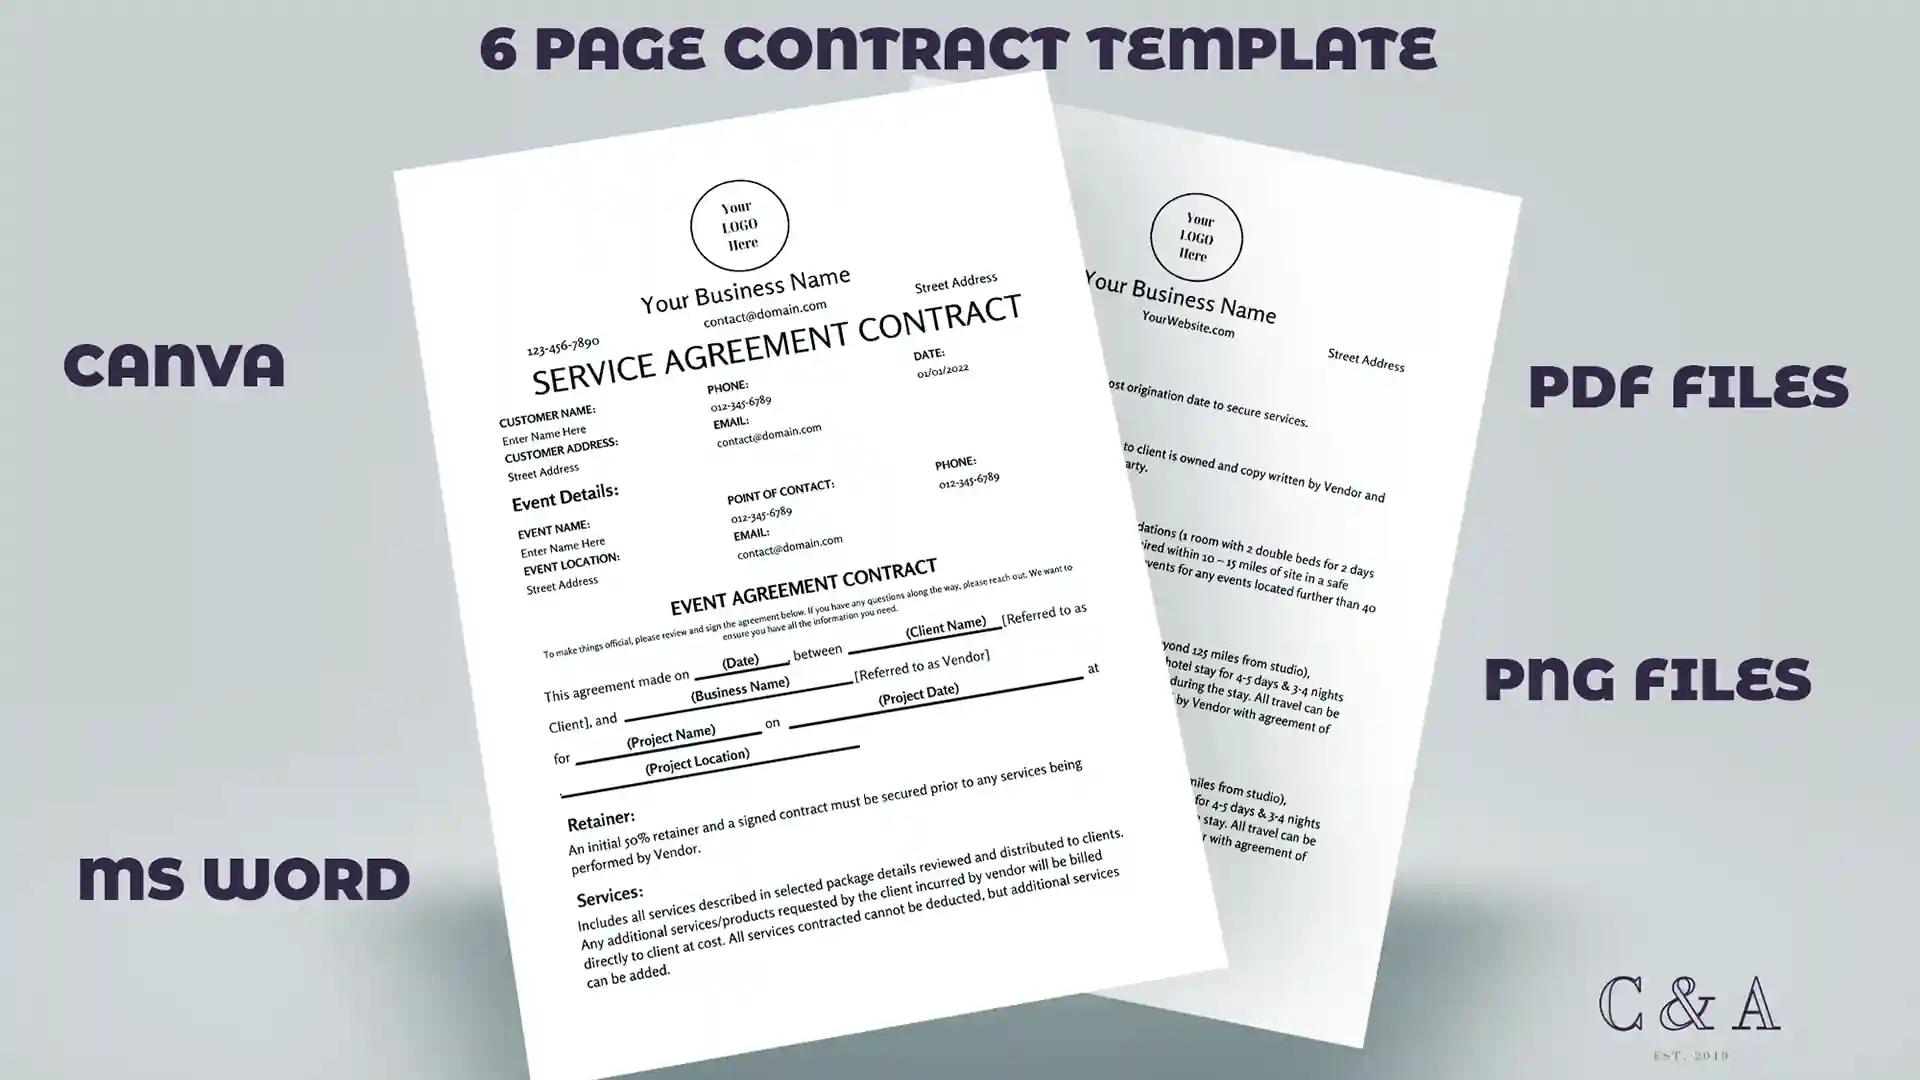 6 PAGE CONTRACT TEMPLATE
CANVA
MS WORD
PDF FILES
PNG FILES
Your
LOGO
Here
Your Business Name
contact@domain.com
Street Address
123-456-7890
SERVICE AGREEMENT CONTRACT
CUSTOMER NAME:
Enter Name Here
CUSTOMER ADDRESS:
Street Address
PHONE:
012-345-6789
EMAIL:
contact@domain.com
DATE:
01/01/2022
Event Details:
EVENT NAME:
Enter Name Here
EVENT LOCATION:
Street Address
POINT OF CONTACT:
012-345-6789
EMAIL:
contact@domain.com
PHONE:
012-345-6789
EVENT AGREEMENT CONTRACT
To make things official, please review and sign the agreement below. If you have any questions along the way, please reach out. We want to
ensure you have all the information you need.
This agreement made on (Date), between (Client Name) [Referred to as
Client], and (Business Name) [Referred to as Vendor]
for (Project Name) on (Project Date) at
(Project Location).
Retainer:
An initial 50% retainer and a signed contract must be secured prior to any services being
performed by Vendor.
Services:
Includes all services described in selected package details reviewed and distributed to clients.
Any additional services/products requested by the client incurred by vendor will be billed
directly to client at cost. All services contracted cannot be deducted, but additional services
can be added.
Your
LOGO
Here
Your Business Name
YourWebsite.com
Street Address
ost origination date to secure services.
to client is owned and copy written by Vendor and
arty.
dations (1 room with 2 double beds for 2 days
ired within 10 – 15 miles of site in a safe
vents for any events located further than 40
yond 125 miles from studio),
hotel stay for 4-5 days & 3-4 nights
during the stay. All travel can be
by Vendor with agreement of
miles from studio),
for 4-5 days & 3-4 nights
stay. All travel can be
r with agreement of
C & A
EST. 2019